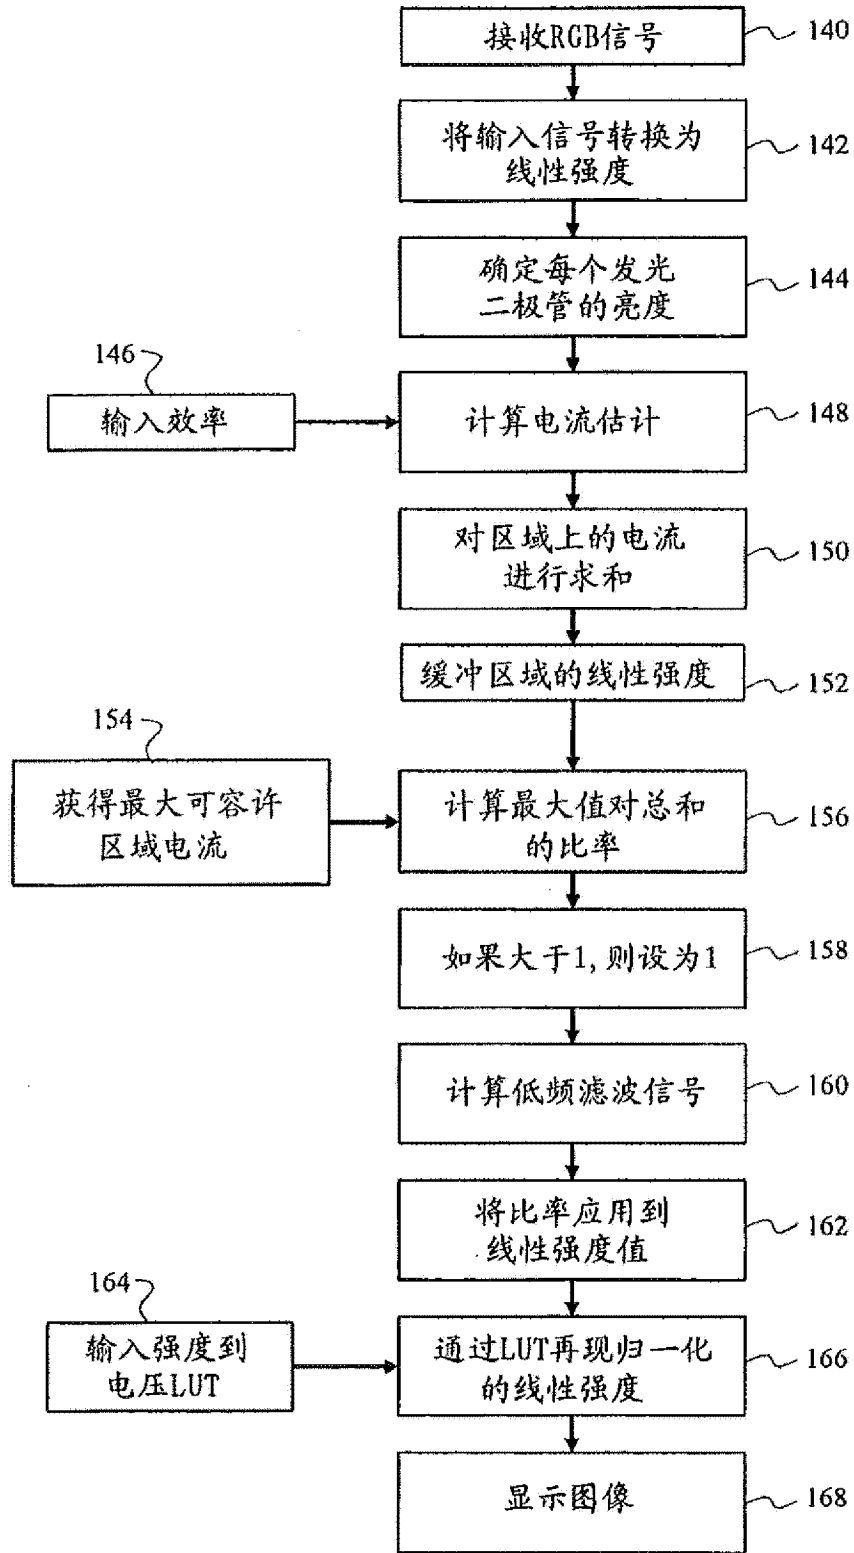 接收RGB信号
140
将输入信号转换为
线性强度
142
确定每个发光
二极管的亮度
144
146
输入效率
计算电流估计
148
对区域上的电流
进行求和
150
缓冲区域的线性强度
152
154
获得最大可容许
区域电流
计算最大值对总和
的比率
156
如果大于1,则设为1
158
计算低频滤波信号
160
将比率应用到
线性强度值
162
164
输入强度到
电压LUT
通过LUT再现归一化
的线性强度
166
显示图像
168